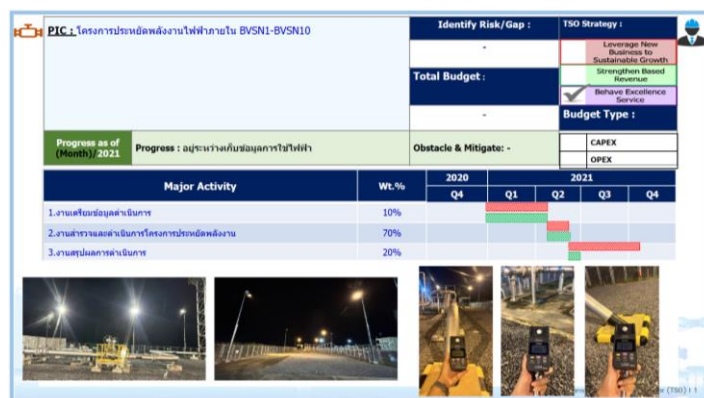 PIC : โครงการประหยัดพลังงานไฟฟ้าภายใน BVSN1-BVSN10
Identify Risk/Gap :
-
Total Budget :
-
TSO Strategy :
Leverage New
Business to
Sustainable Growth
Strengthen Based
Revenue
Behave Excellence
Service
Budget Type :
CAPEX
OPEX
Progress as of
(Month)/2021
Progress : อยู่ระหว่างเก็บข้อมูลการใช้ไฟฟ้า
Obstacle & Mitigate: -
Major Activity Wt.% 2020 2021
Q4 Q1 Q2 Q3 Q4
1.งานเตรียมข้อมูลดำเนินการ 10%
2.งานสำรวจและดำเนินการโครงการประหยัดพลังงาน 70%
3.งานสรุปผลการดำเนินการ 20%
(TSO) I 1